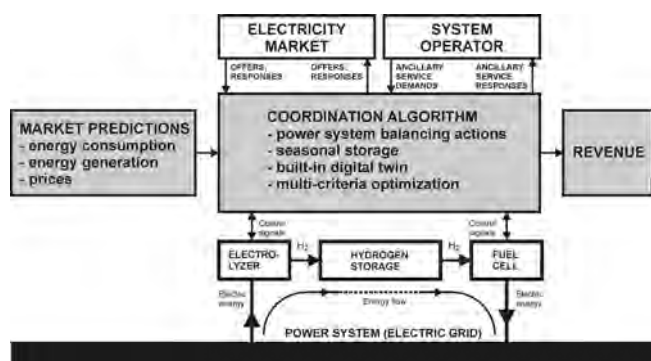 ELECTRICITY
MARKET
SYSTEM
OPERATOR
OFFERS,
RESPONSES
OFFERS,
RESPONSES
ANCILLARY
SERVICE
DEMANDS
ANCILLARY
SERVICE
RESPONSES
MARKET PREDICTIONS
- energy consumption
- energy generation
- prices
COORDINATION ALGORITHM
- power system balancing actions
- seasonal storage
- built-in digital twin
- multi-criteria optimization
REVENUE
Control
signals
Control
signals
ELECTRO-
LYZER
H2
HYDROGEN
STORAGE
H2
FUEL
CELL
Electric
energy
Energy flow
Electric
energy
POWER SYSTEM (ELECTRIC GRID)